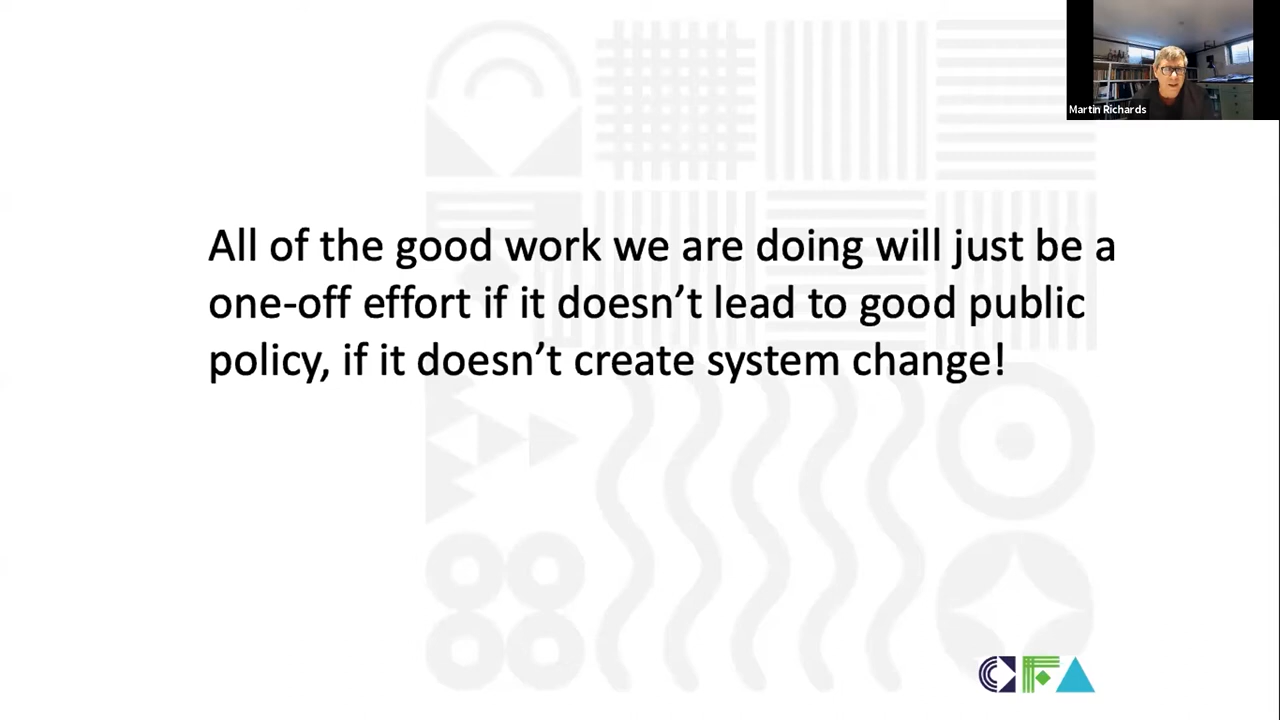 Martin Richards
All of the good work we are doing will just be a
one-off effort if it doesn’t lead to good public
policy, if it doesn’t create system change!
CFA